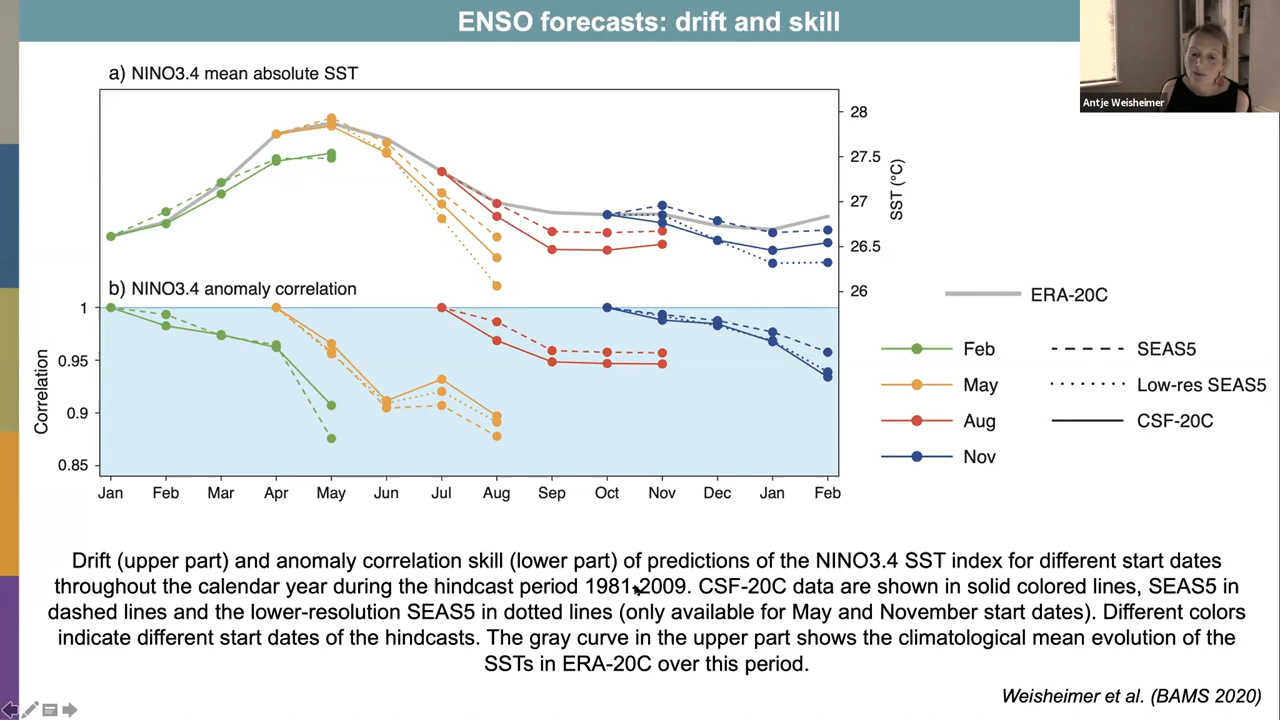 ENSO forecasts: drift and skill
Antje Weisheimer
a) NINO3.4 mean absolute SST
28
27.5
27
26.5
26
SST (°C)
b) NINO3.4 anomaly correlation
1
0.95
0.9
0.85
Correlation
Jan Feb Mar Apr May Jun Jul Aug Sep Oct Nov Dec Jan Feb
ERA-20C
Feb SEAS5
May Low-res SEAS5
Aug CSF-20C
Nov
Drift (upper part) and anomaly correlation skill (lower part) of predictions of the NINO3.4 SST index for different start dates
throughout the calendar year during the hindcast period 1981-2009. CSF-20C data are shown in solid colored lines, SEAS5 in
dashed lines and the lower-resolution SEAS5 in dotted lines (only available for May and November start dates). Different colors
indicate different start dates of the hindcasts. The gray curve in the upper part shows the climatological mean evolution of the
SSTs in ERA-20C over this period.
Weisheimer et al. (BAMS 2020)